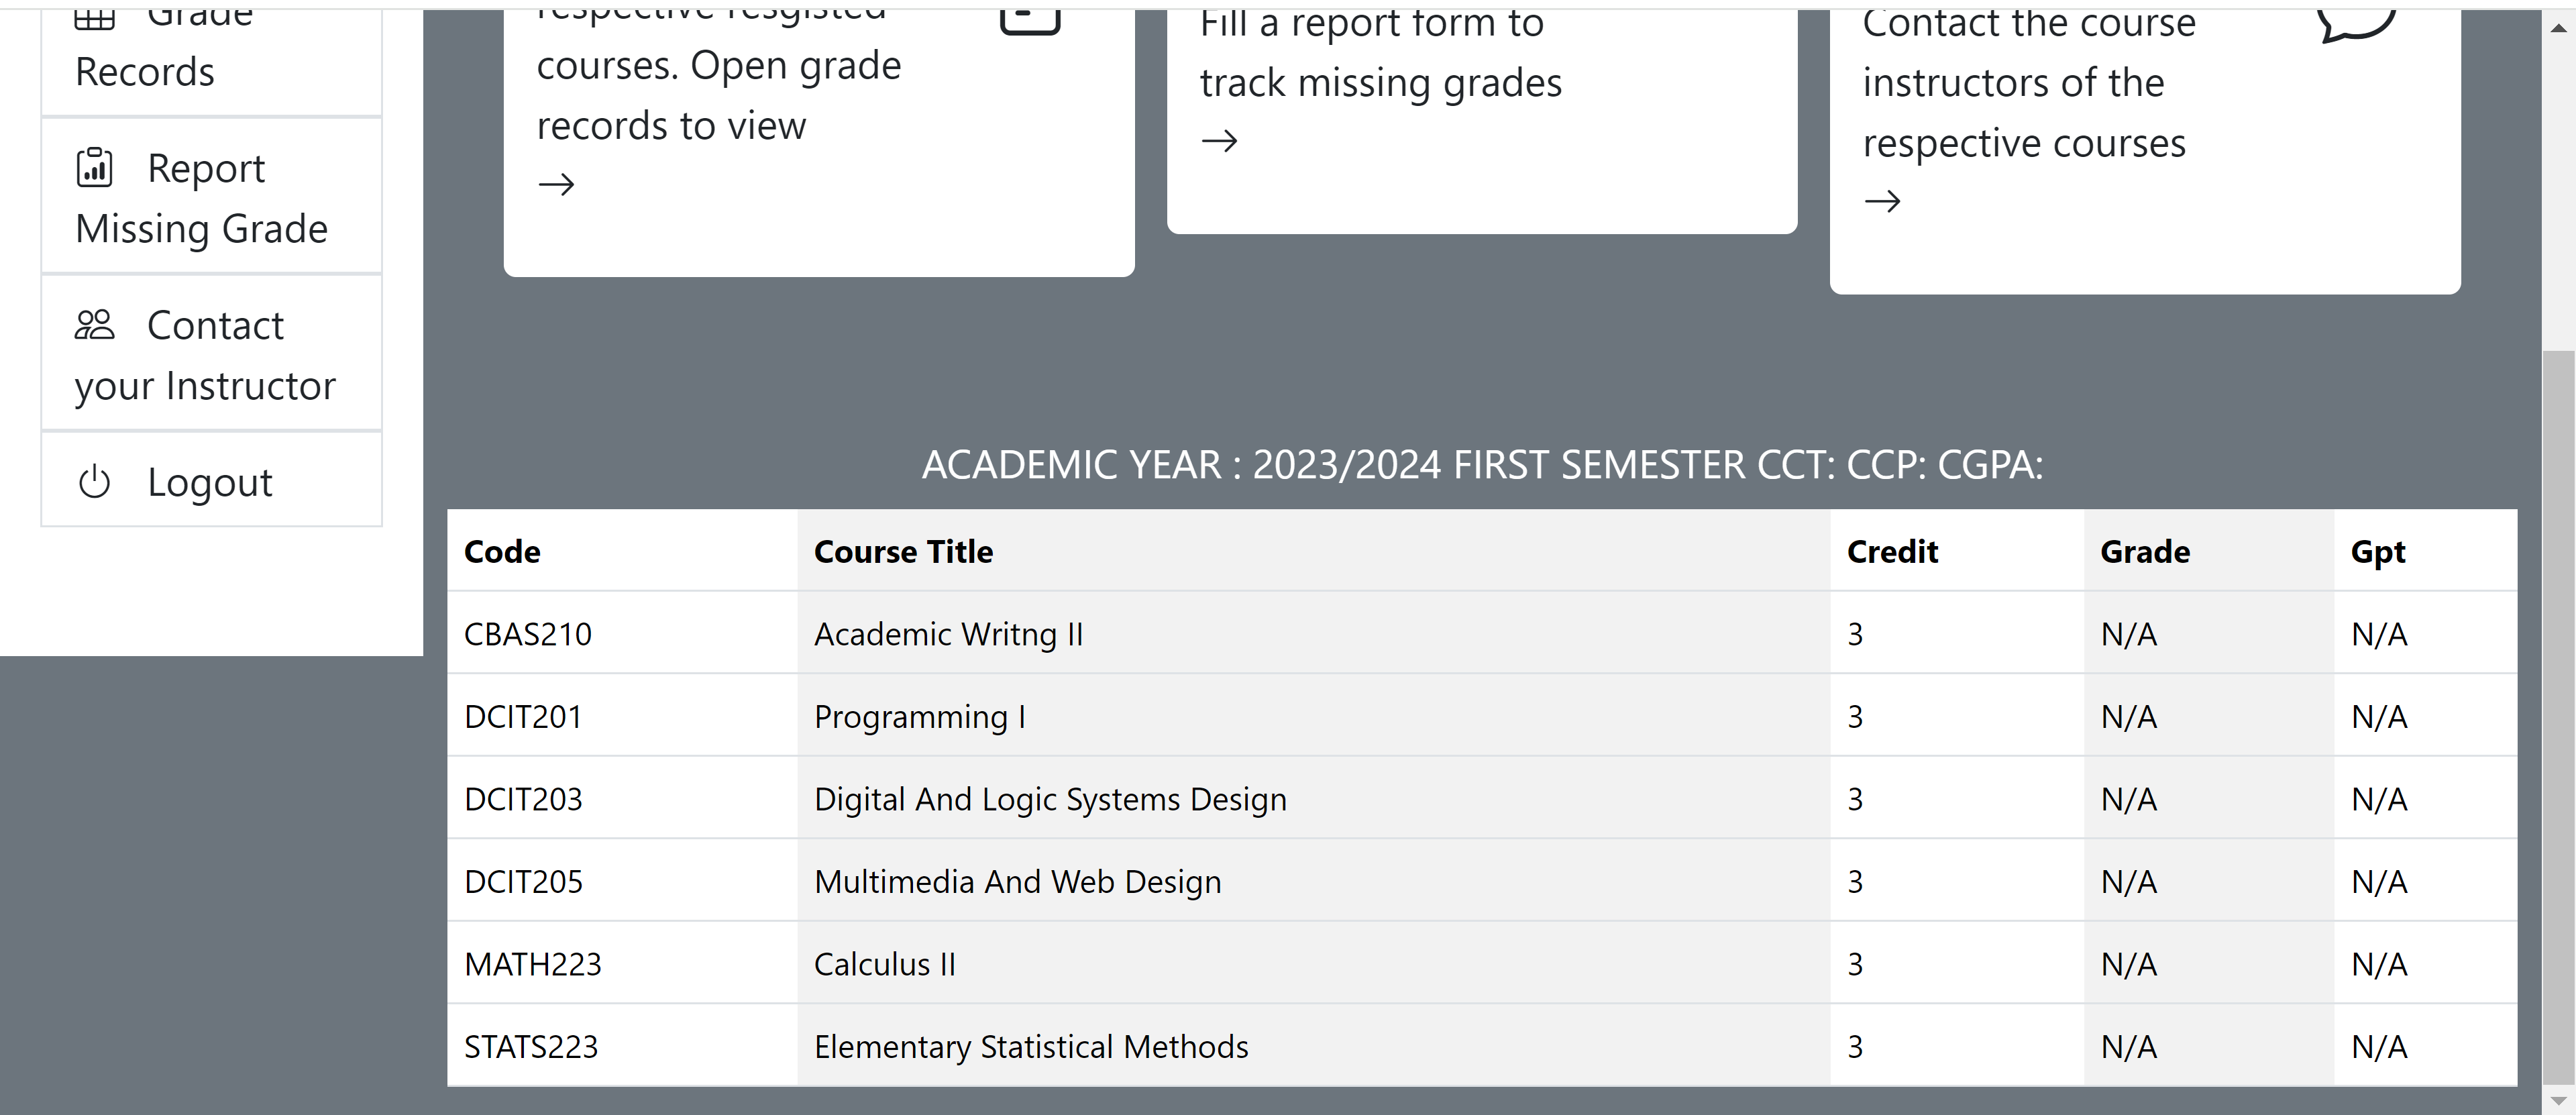 Grade
Records
Report
Missing Grade
Contact
your Instructor
Logout
respective resgisted
courses. Open grade
records to view
Fill a report form to
track missing grades
Contact the course
instructors of the
respective courses
ACADEMIC YEAR : 2023/2024 FIRST SEMESTER CCT: CCP: CGPA:
Code Course Title Credit Grade Gpt
CBAS210 Academic Writng II 3 N/A N/A
DCIT201 Programming I 3 N/A N/A
DCIT203 Digital And Logic Systems Design 3 N/A N/A
DCIT205 Multimedia And Web Design 3 N/A N/A
MATH223 Calculus II 3 N/A N/A
STATS223 Elementary Statistical Methods 3 N/A N/A